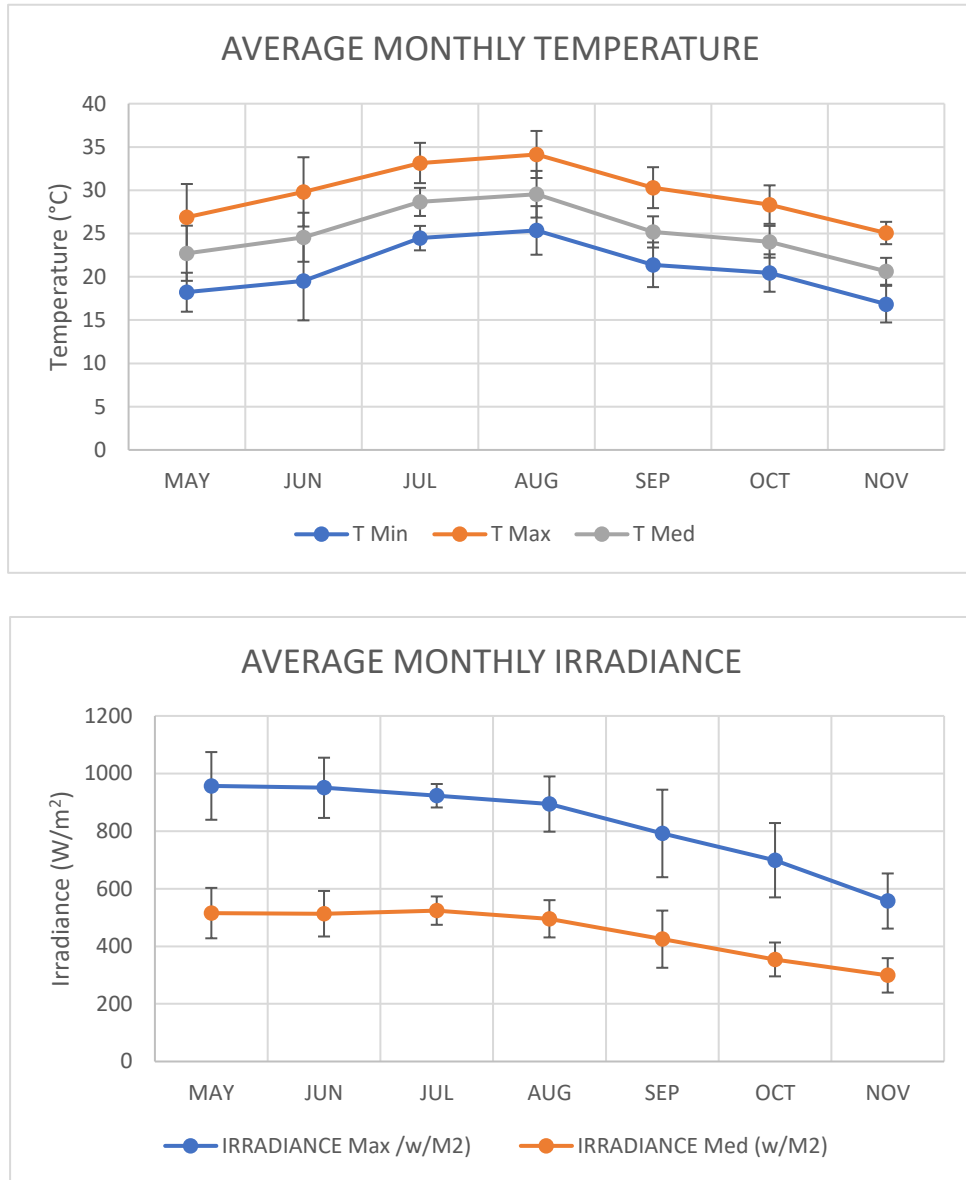 AVERAGE MONTHLY TEMPERATURE
40
35
30
25
20
15
10
5
0
Temperature (°C)
MAY JUN JUL AUG SEP OCT NOV
T Min T Max T Med
AVERAGE MONTHLY IRRADIANCE
1200
1000
800
600
400
200
0
Irradiance (W/m²)
MAY JUN JUL AUG SEP OCT NOV
IRRADIANCE Max /w/M2) IRRADIANCE Med (w/M2)